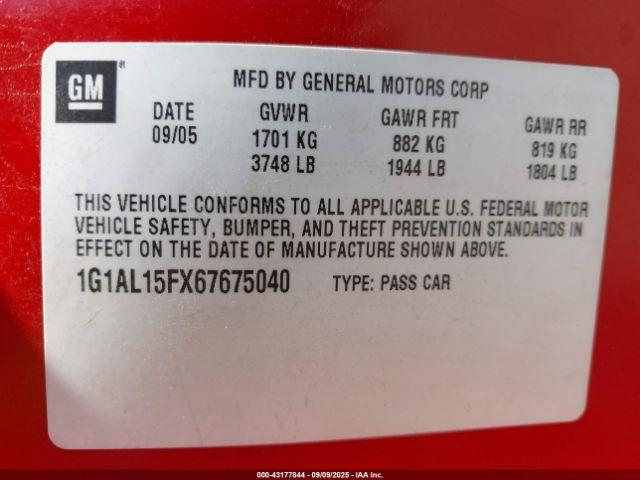 GM®
MFD BY GENERAL MOTORS CORP
DATE GVWR GAWR FRT GAWR RR
09/05 1701 KG 882 KG 819 KG
3748 LB 1944 LB 1804 LB
THIS VEHICLE CONFORMS TO ALL APPLICABLE U.S. FEDERAL MOTOR
VEHICLE SAFETY, BUMPER, AND THEFT PREVENTION STANDARDS IN
EFFECT ON THE DATE OF MANUFACTURE SHOWN ABOVE.
1G1AL15FX67675040 TYPE: PASS CAR
000-43177844 - 09/09/2025 - IAA Inc.